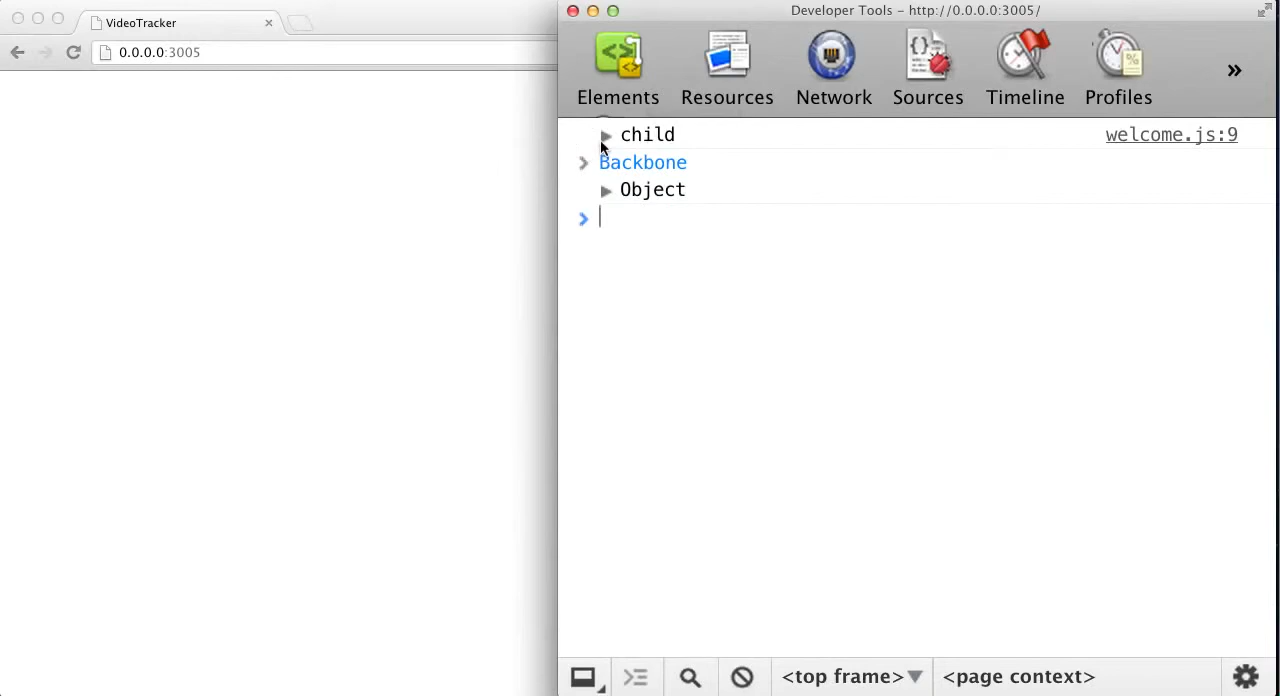 VideoTracker
0.0.0.0:3005
Developer Tools – http://0.0.0.0:3005/
Elements Resources Network Sources Timeline Profiles »
child welcome.js:9
Backbone
Object
<top frame> <page context>